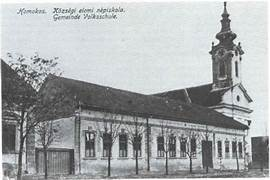 Homokos. Községi elemi népiskola.
Gemeinde Volksschule.